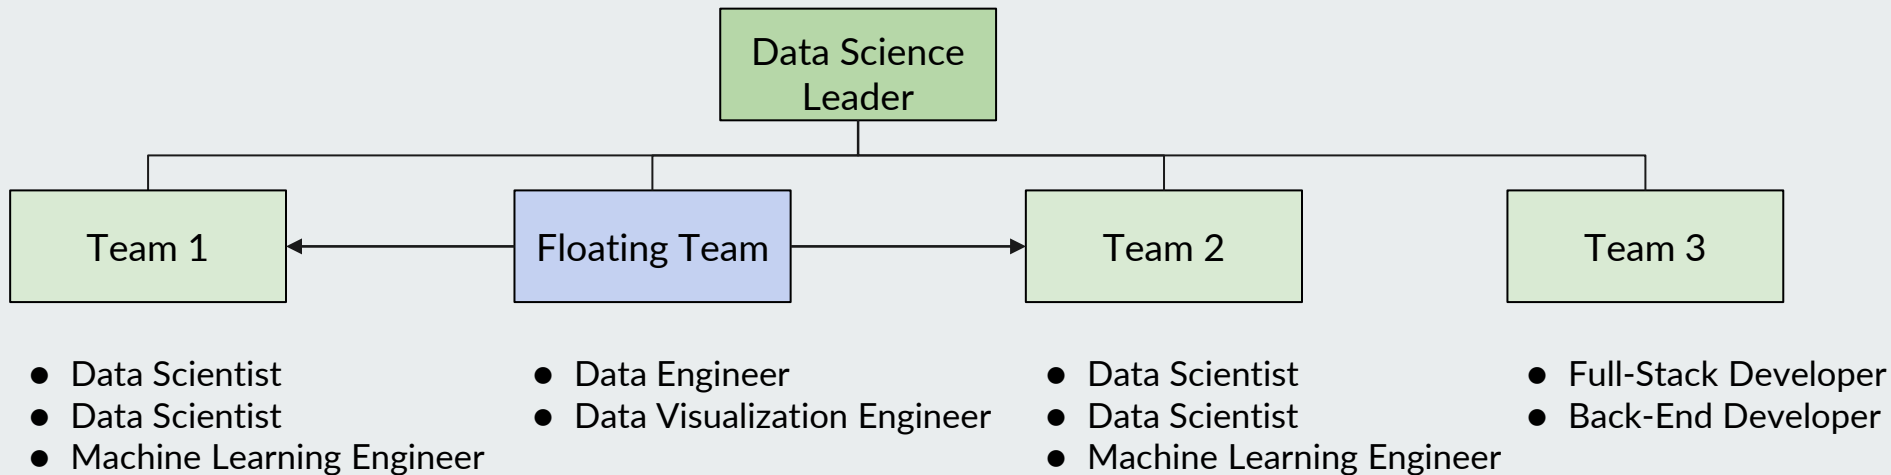 Data Science
Leader
Team 1
Floating Team
Team 2
Team 3
● Data Scientist
● Data Scientist
● Machine Learning Engineer
● Data Engineer
● Data Visualization Engineer
● Data Scientist
● Data Scientist
● Machine Learning Engineer
● Full-Stack Developer
● Back-End Developer